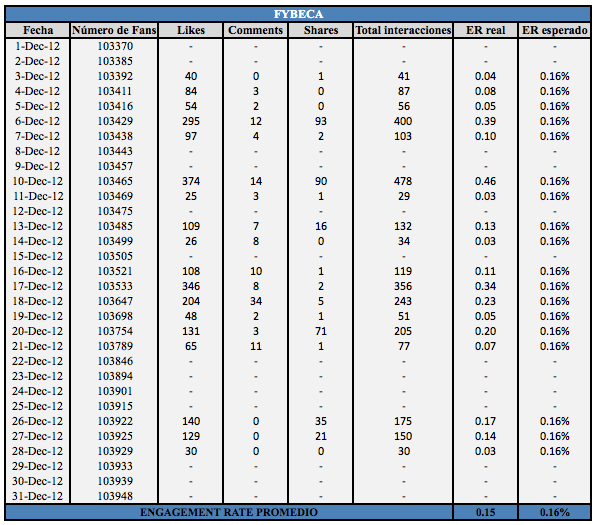 FYBECA
Fecha Número de Fans Likes Comments Shares Total interacciones ER real ER esperado
1-Dec-12 103370 - - - - - -
2-Dec-12 103385 - - - - - -
3-Dec-12 103392 40 0 1 41 0.04 0.16%
4-Dec-12 103411 84 3 0 87 0.08 0.16%
5-Dec-12 103416 54 2 0 56 0.05 0.16%
6-Dec-12 103429 295 12 93 400 0.39 0.16%
7-Dec-12 103438 97 4 2 103 0.10 0.16%
8-Dec-12 103443 - - - - - -
9-Dec-12 103457 - - - - - -
10-Dec-12 103465 374 14 90 478 0.46 0.16%
11-Dec-12 103469 25 3 1 29 0.03 0.16%
12-Dec-12 103475 - - - - - -
13-Dec-12 103485 109 7 16 132 0.13 0.16%
14-Dec-12 103499 26 8 0 34 0.03 0.16%
15-Dec-12 103505 - - - - - -
16-Dec-12 103521 108 10 1 119 0.11 0.16%
17-Dec-12 103533 346 8 2 356 0.34 0.16%
18-Dec-12 103647 204 34 5 243 0.23 0.16%
19-Dec-12 103698 48 2 1 51 0.05 0.16%
20-Dec-12 103754 131 3 71 205 0.20 0.16%
21-Dec-12 103789 65 11 1 77 0.07 0.16%
22-Dec-12 103846 - - - - - -
23-Dec-12 103894 - - - - - -
24-Dec-12 103901 - - - - - -
25-Dec-12 103915 - - - - - -
26-Dec-12 103922 140 0 35 175 0.17 0.16%
27-Dec-12 103925 129 0 21 150 0.14 0.16%
28-Dec-12 103929 30 0 0 30 0.03 0.16%
29-Dec-12 103933 - - - - - -
30-Dec-12 103939 - - - - - -
31-Dec-12 103948 - - - - - -
ENGAGEMENT RATE PROMEDIO 0.15 0.16%